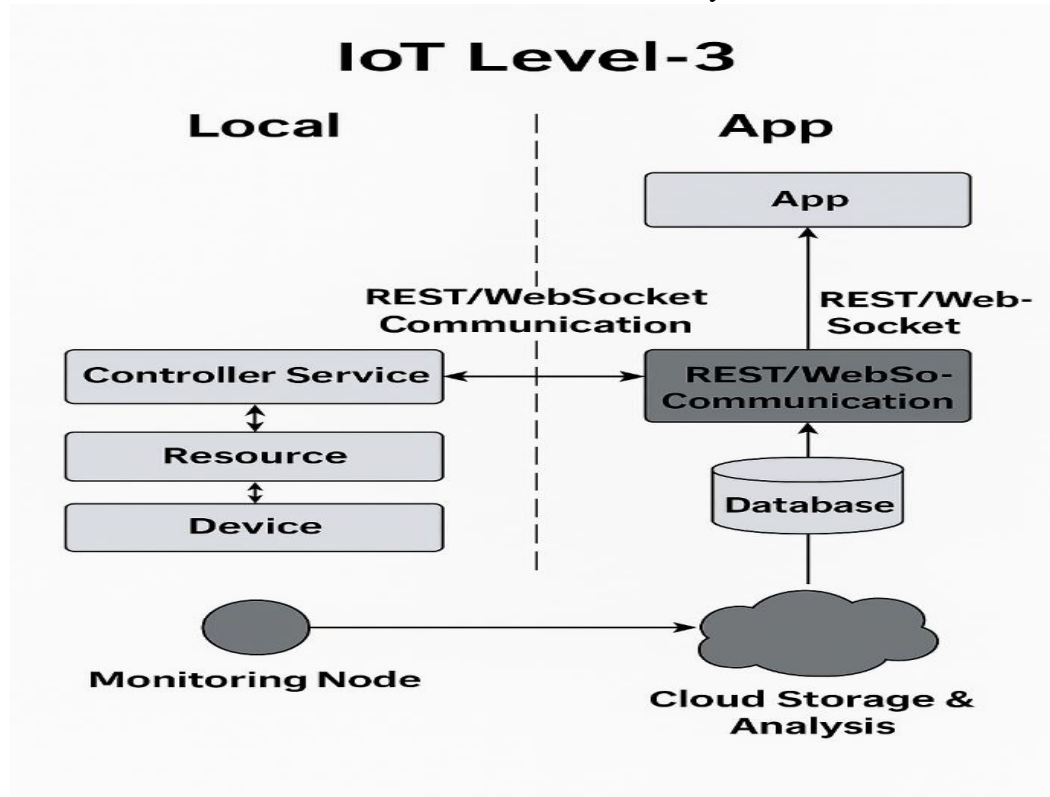 IoT Level-3
Local
App
App
REST/WebSocket
Communication
REST/Web-
Socket
Controller Service
REST/WebSo-
Communication
Resource
Database
Device
Monitoring Node
Cloud Storage &
Analysis